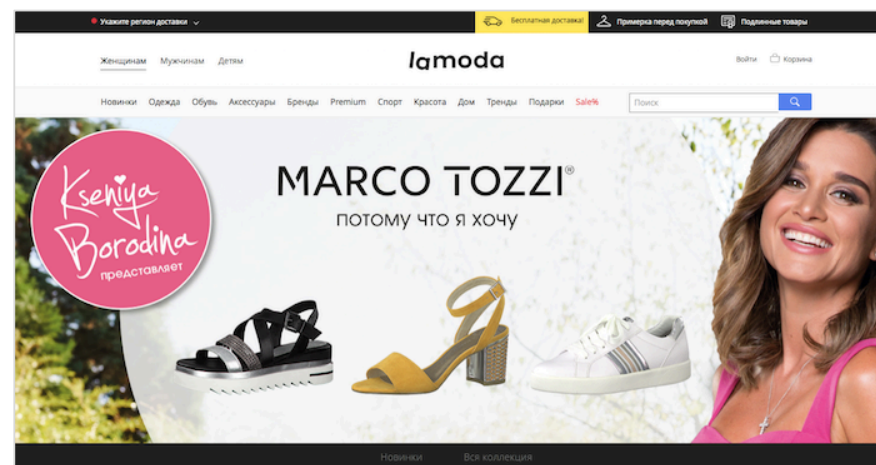 Укажите регион доставки
Бесплатная доставка!
Примерка перед покупкой
Подлинные товары
Женщинам Мужчинам Детям
lamoda
Войти Корзина
Новинки Одежда Обувь Аксессуары Бренды Premium Спорт Красота Дом Тренды Подарки Sale%
Поиск
Kseniya
Borodina
представляет
MARCO TOZZI®
потому что я хочу
Новинки Вся коллекция